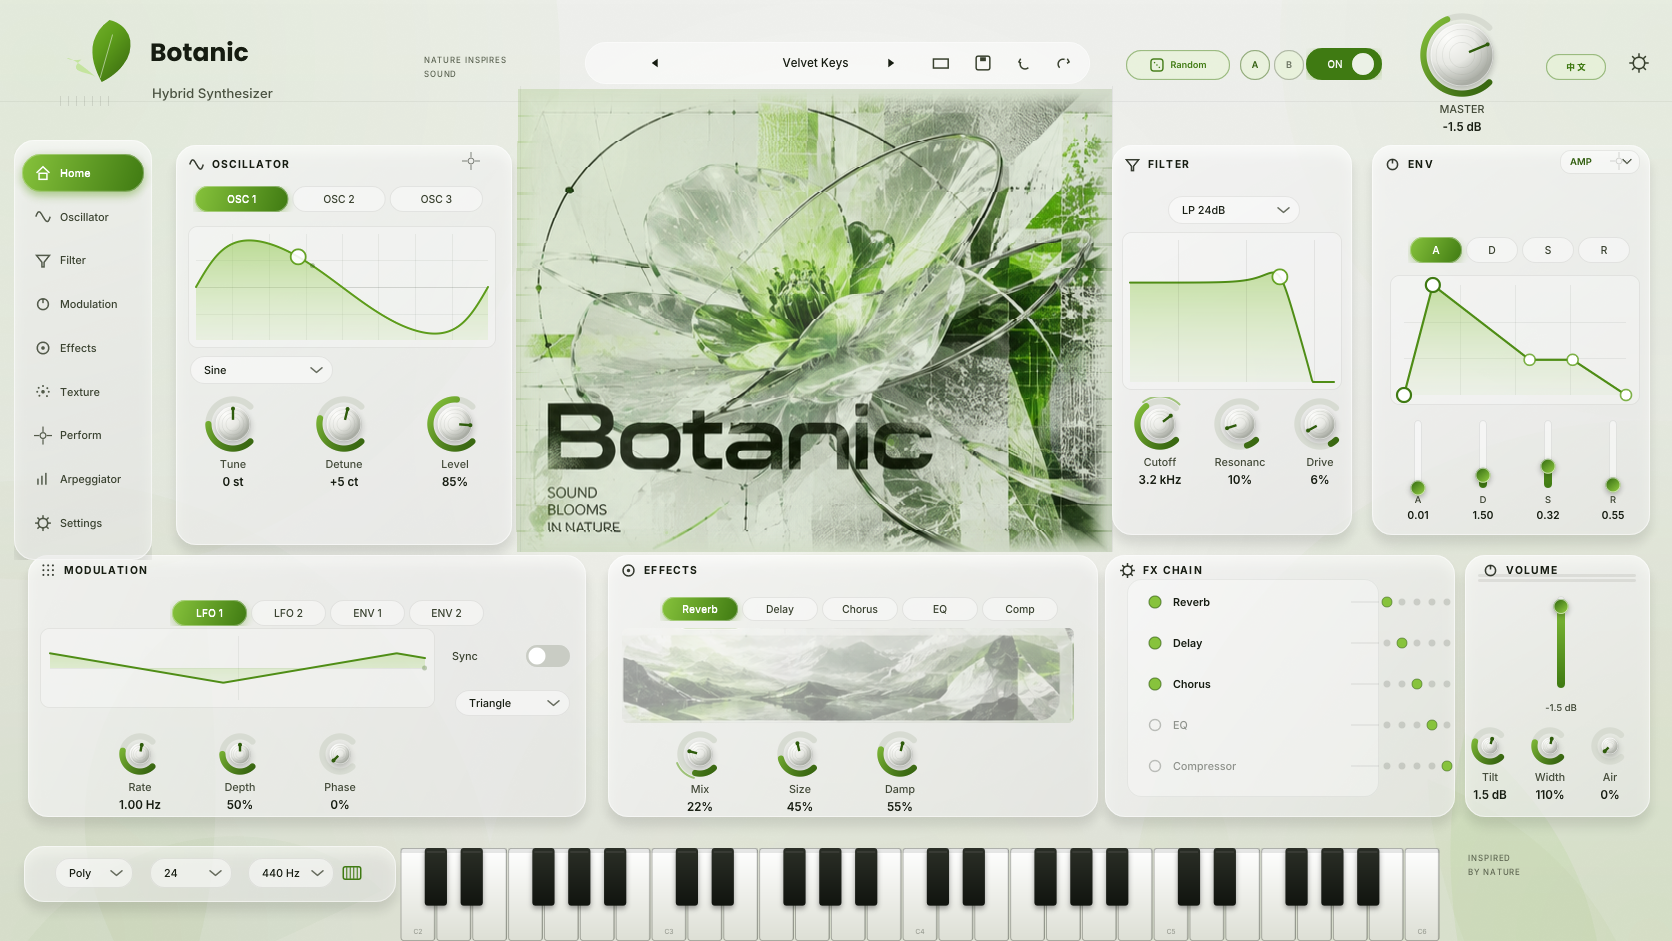 Botanic
Hybrid Synthesizer
NATURE INSPIRES
SOUND
Velvet Keys
Random
A
B
ON
MASTER
-1.5 dB
中文
Home
Oscillator
Filter
Modulation
Effects
Texture
Perform
Arpeggiator
Settings
OSCILLATOR
OSC 1
OSC 2
OSC 3
Sine
Tune
0 st
Detune
+5 ct
Level
85%
Botanic
SOUND
BLOOMS
IN NATURE
FILTER
LP 24dB
Cutoff
3.2 kHz
Resonanc
10%
Drive
6%
ENV
AMP
A
D
S
R
A
0.01
D
1.50
S
0.32
R
0.55
MODULATION
LFO 1
LFO 2
ENV 1
ENV 2
Sync
Triangle
Rate
1.00 Hz
Depth
50%
Phase
0%
EFFECTS
Reverb
Delay
Chorus
EQ
Comp
Mix
22%
Size
45%
Damp
55%
FX CHAIN
Reverb
Delay
Chorus
EQ
Compressor
VOLUME
-1.5 dB
Tilt
1.5 dB
Width
110%
Air
0%
Poly
24
440 Hz
C2
C3
C4
C5
C6
INSPIRED
BY NATURE